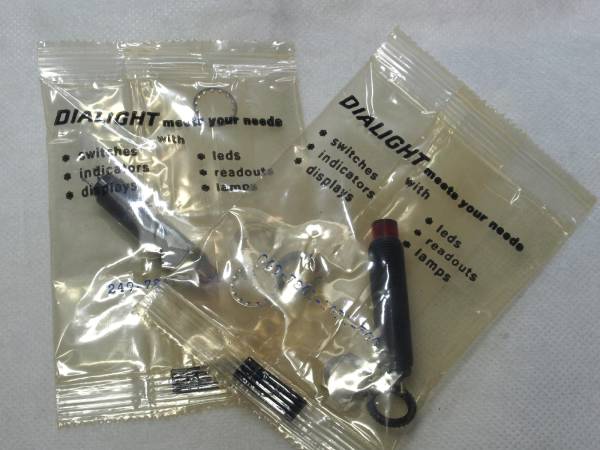 DIALIGHT meets your needs
with
• switches
• indicators
• displays
• leds
• readouts
• lamps
DIALIGHT meets your needs
with
• switches
• indicators
• displays
• leds
• readouts
• lamps